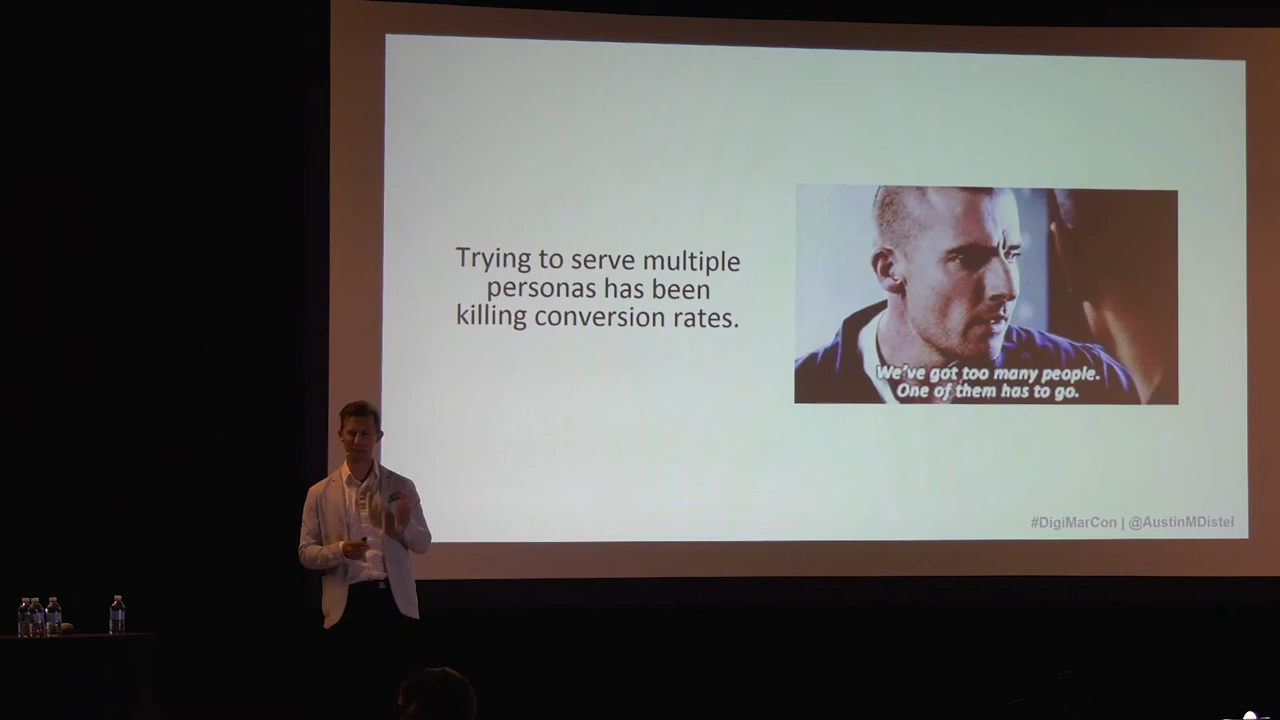 Trying to serve multiple
personas has been
killing conversion rates.
We've got too many people.
One of them has to go.
#DigiMarCon | @AustinMDistel